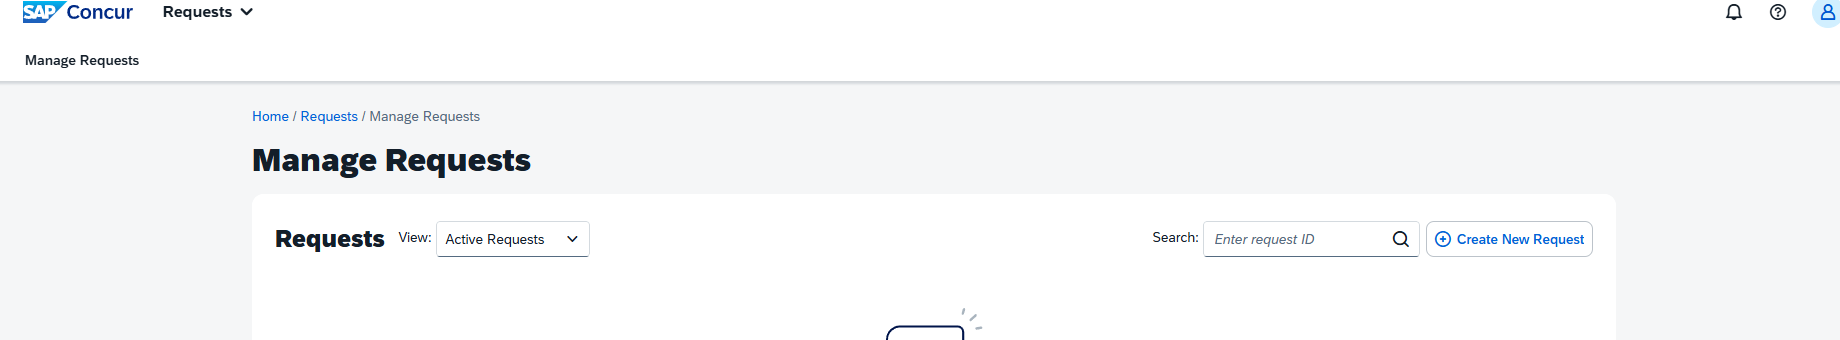 SAP Concur Requests
Manage Requests
Home / Requests / Manage Requests
Manage Requests
Requests View: Active Requests Search: Enter request ID Create New Request